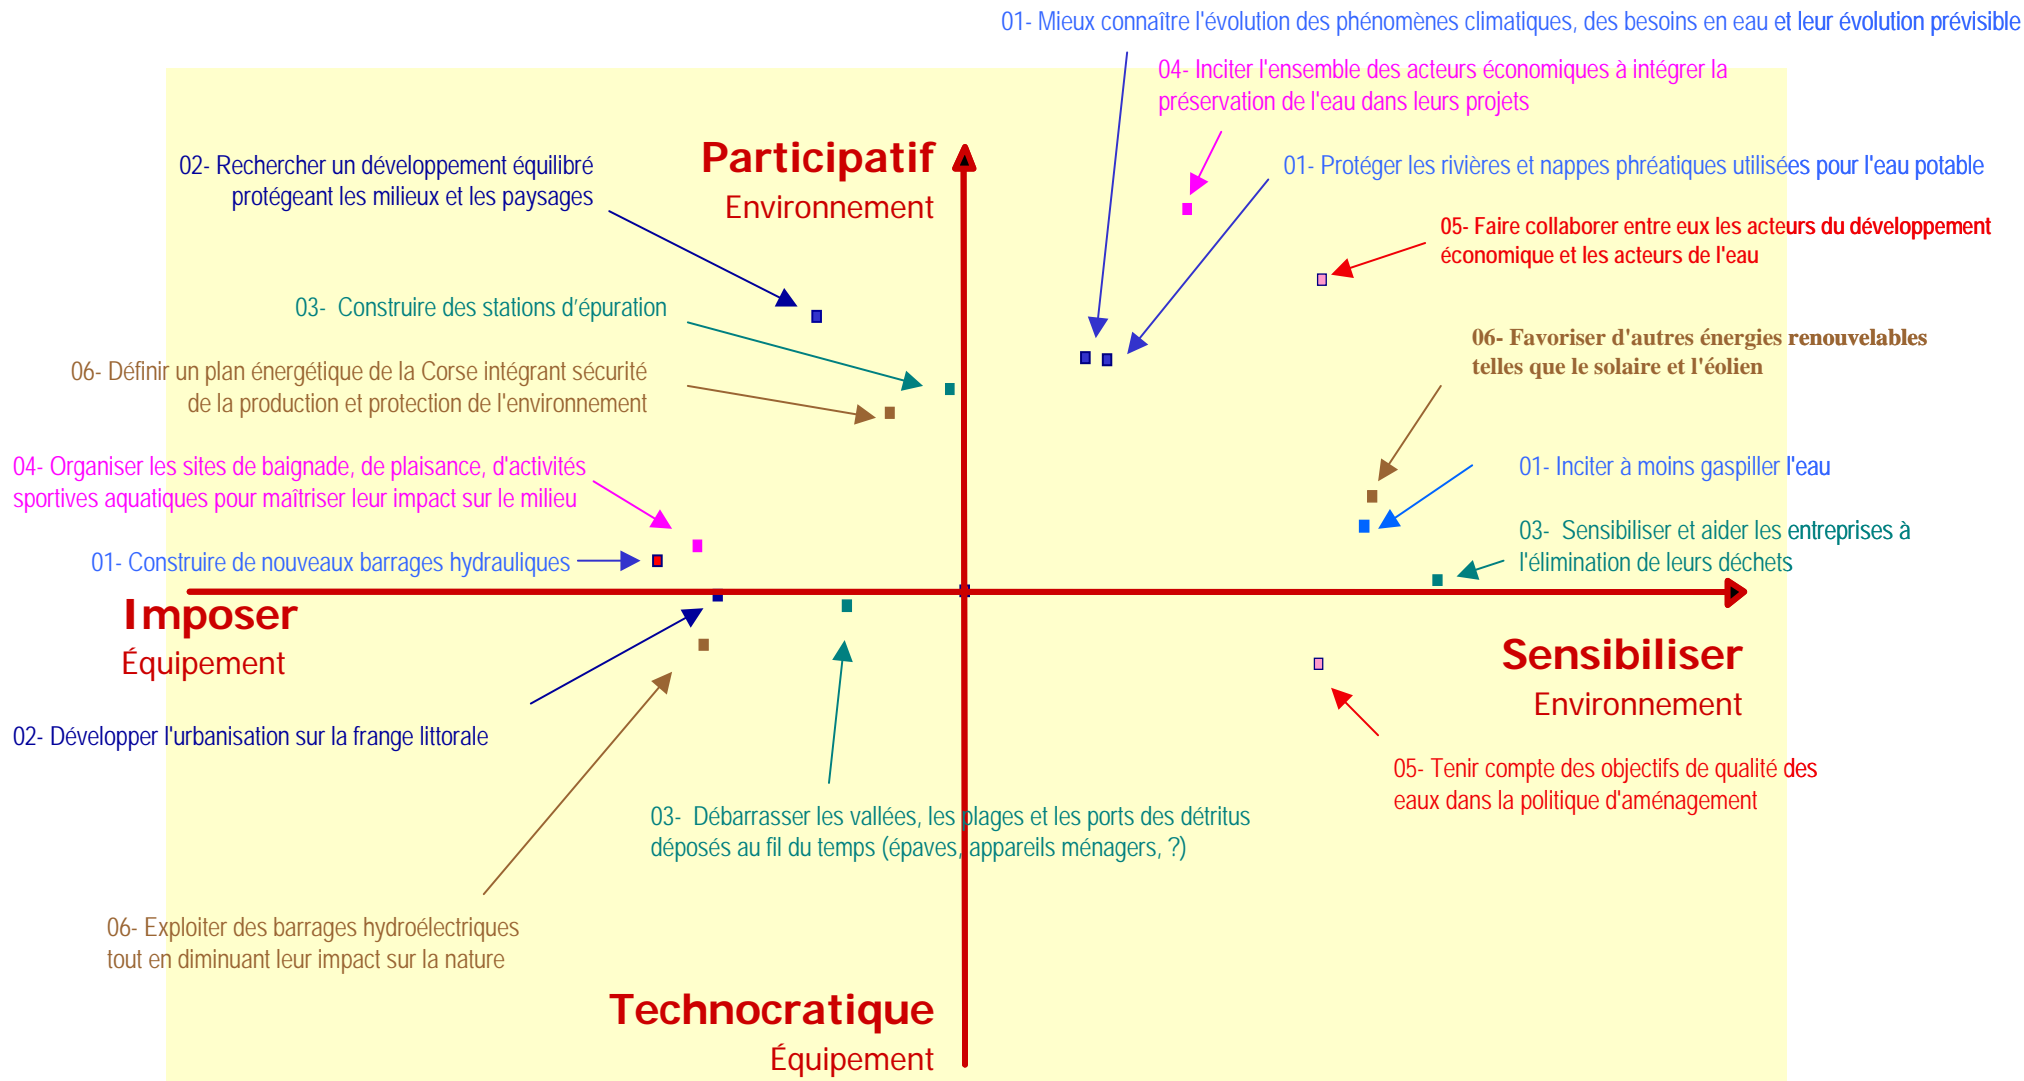 01- Mieux connaître l'évolution des phénomènes climatiques, des besoins en eau et leur évolution prévisible
04- Inciter l'ensemble des acteurs économiques à intégrer la
préservation de l'eau dans leurs projets
02- Rechercher un développement équilibré
protégeant les milieux et les paysages
Participatif
Environnement
01- Protéger les rivières et nappes phréatiques utilisées pour l'eau potable
05- Faire collaborer entre eux les acteurs du développement
économique et les acteurs de l'eau
03-  Construire des stations d'épuration
06- Favoriser d'autres énergies renouvelables
telles que le solaire et l'éolien
06- Définir un plan énergétique de la Corse intégrant sécurité
de la production et protection de l'environnement
04- Organiser les sites de baignade, de plaisance, d'activités
sportives aquatiques pour maîtriser leur impact sur le milieu
01- Inciter à moins gaspiller l'eau
03-  Sensibiliser et aider les entreprises à
l'élimination de leurs déchets
01- Construire de nouveaux barrages hydrauliques
Imposer
Équipement
Sensibiliser
Environnement
02- Développer l'urbanisation sur la frange littorale
05- Tenir compte des objectifs de qualité des
eaux dans la politique d'aménagement
03-  Débarrasser les vallées, les plages et les ports des détritus
déposés au fil du temps (épaves, appareils ménagers, ?)
06- Exploiter des barrages hydroélectriques
tout en diminuant leur impact sur la nature
Technocratique
Équipement